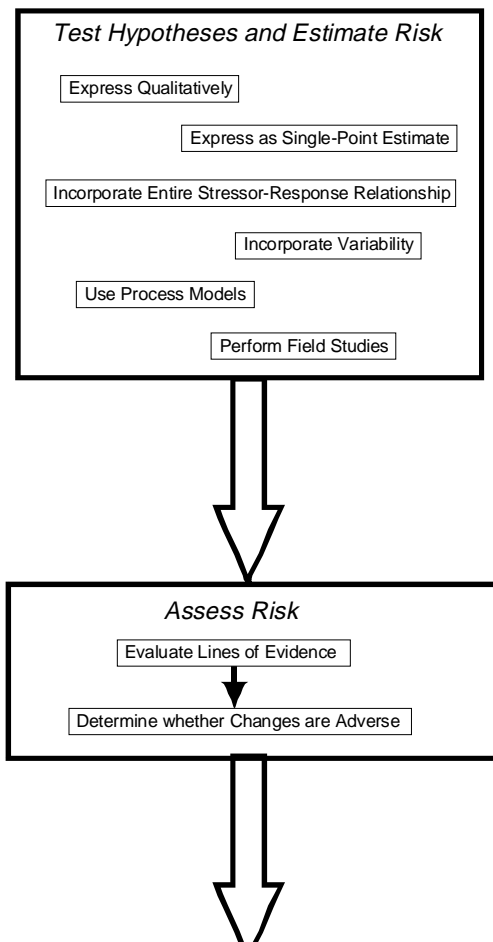 Test Hypotheses and Estimate Risk
Express Qualitatively
Express as Single-Point Estimate
Incorporate Entire Stressor-Response Relationship
Incorporate Variability
Use Process Models
Perform Field Studies
Assess Risk
Evaluate Lines of Evidence
Determine whether Changes are Adverse